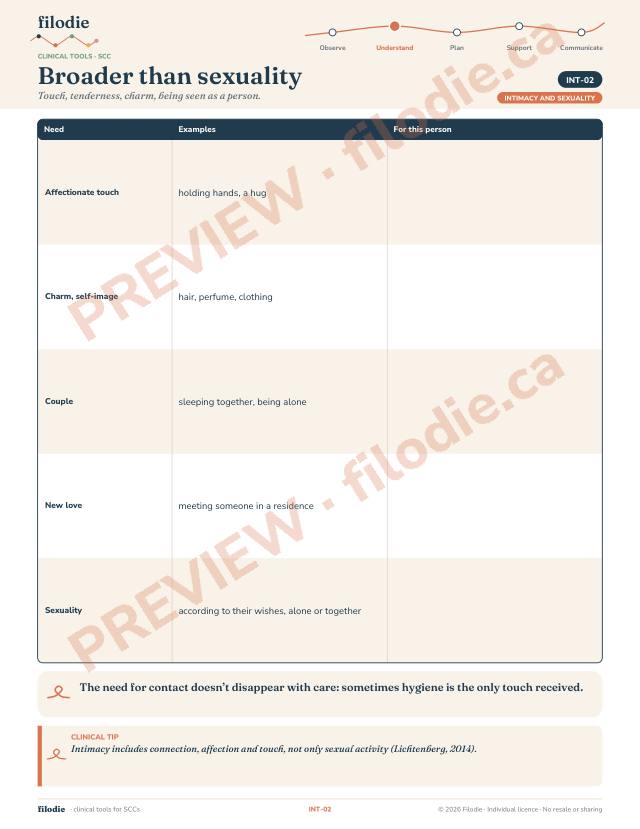 filodie
CLINICAL TOOLS · SCC
Observe Understand Plan Support Communicate
Broader than sexuality
Touch, tenderness, charm, being seen as a person.
INT-02
INTIMACY AND SEXUALITY
Need Examples For this person
Affectionate touch holding hands, a hug
Charm, self-image hair, perfume, clothing
Couple sleeping together, being alone
New love meeting someone in a residence
Sexuality according to their wishes, alone or together
PREVIEW · filodie.ca
PREVIEW · filodie.ca
The need for contact doesn’t disappear with care: sometimes hygiene is the only touch received.
CLINICAL TIP
Intimacy includes connection, affection and touch, not only sexual activity (Lichtenberg, 2014).
filodie · clinical tools for SCCs INT-02 © 2026 Filodie · Individual licence · No resale or sharing